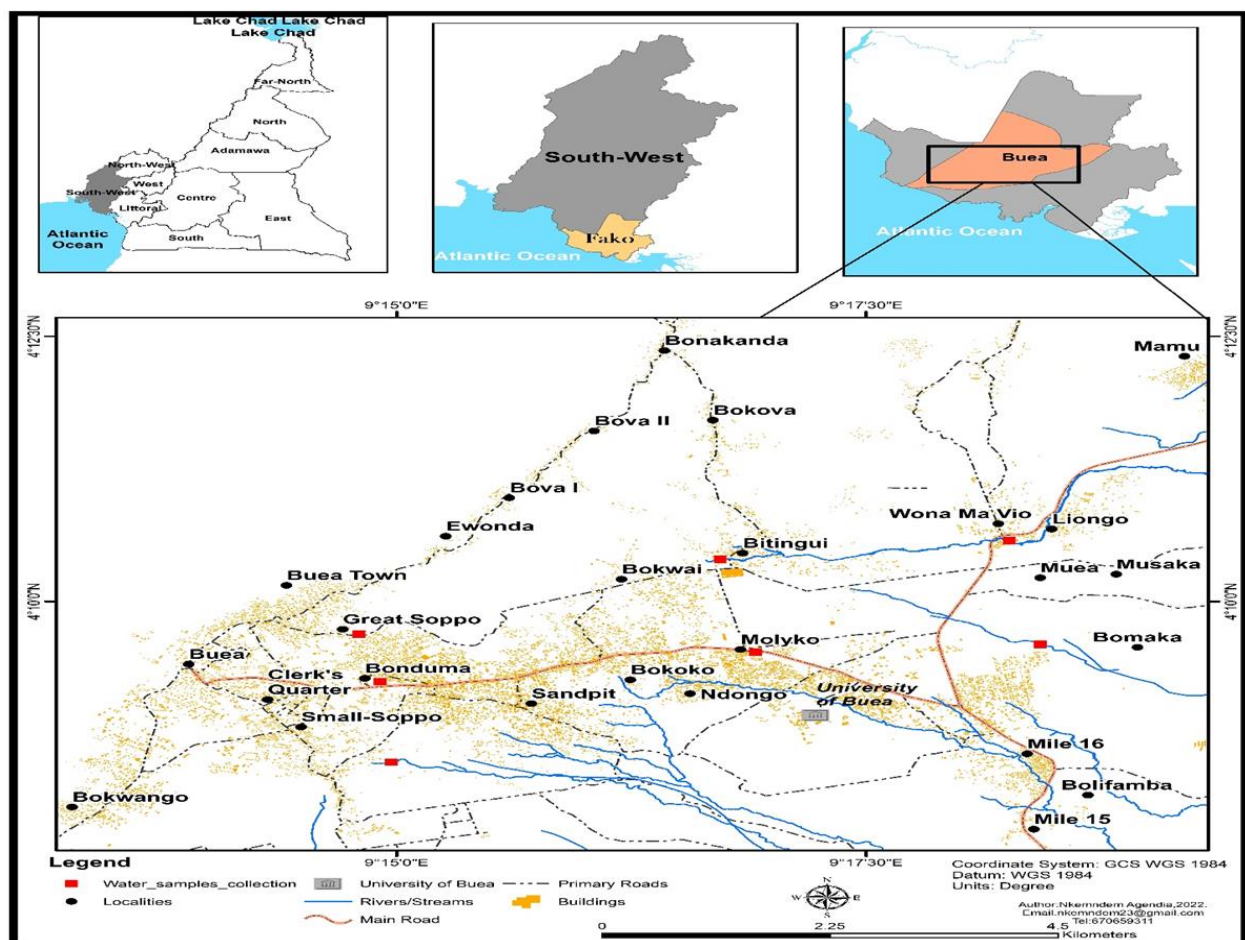 Lake Chad Lake Chad
Lake Chad
Far-North
North
Adamawa
North-West
South-West
West
Littoral
Centre
East
South
Atlantic
Ocean
South-West
Fako
Atlantic Ocean
Buea
Atlantic Ocean
9°15'0"E
9°17'30"E
4°12'30"N
4°12'30"N
Bonakanda
Mamu
Bokova
Bova II
Bova I
Wona Ma Vio
Liongo
Ewonda
Bitingui
Buea Town
Bokwai
Muea
Musaka
4°10'0"N
4°10'0"N
Great Soppo
Molyko
Bomaka
Buea
Clerk's
Quarter
Bonduma
Bokoko
Sandpit
Ndongo
University
of Buea
Small-Soppo
Mile 16
Bolifamba
Bokwango
Mile 15
9°15'0"E
9°17'30"E
Legend
Water_samples_collection
Localities
University of Buea
Rivers/Streams
Main Road
Primary Roads
Buildings
N
W
E
S
Coordinate System: GCS WGS 1984
Datum: WGS 1984
Units: Degree
Author:Nkemndem Agendia,2022.
Email.nkemndem23@gmail.com
Tel:670659311
0
2.25
4.5
Kilometers